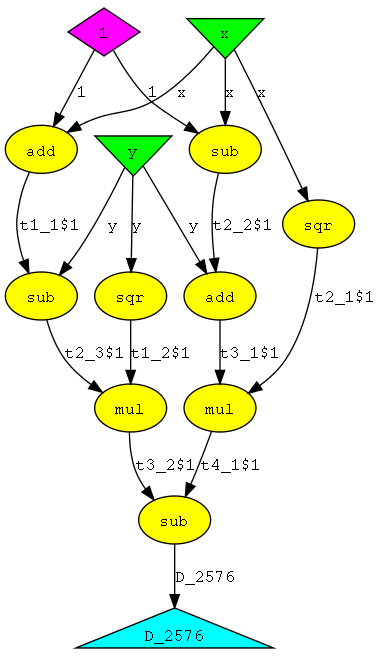 1
x
1
1
x
x
x
add
sub
y
sqr
t1_1$1
y
y
y
t2_2$1
sub
sqr
add
t2_1$1
t2_3$1
t1_2$1
t3_1$1
mul
mul
t3_2$1
t4_1$1
sub
D_2576
D_2576